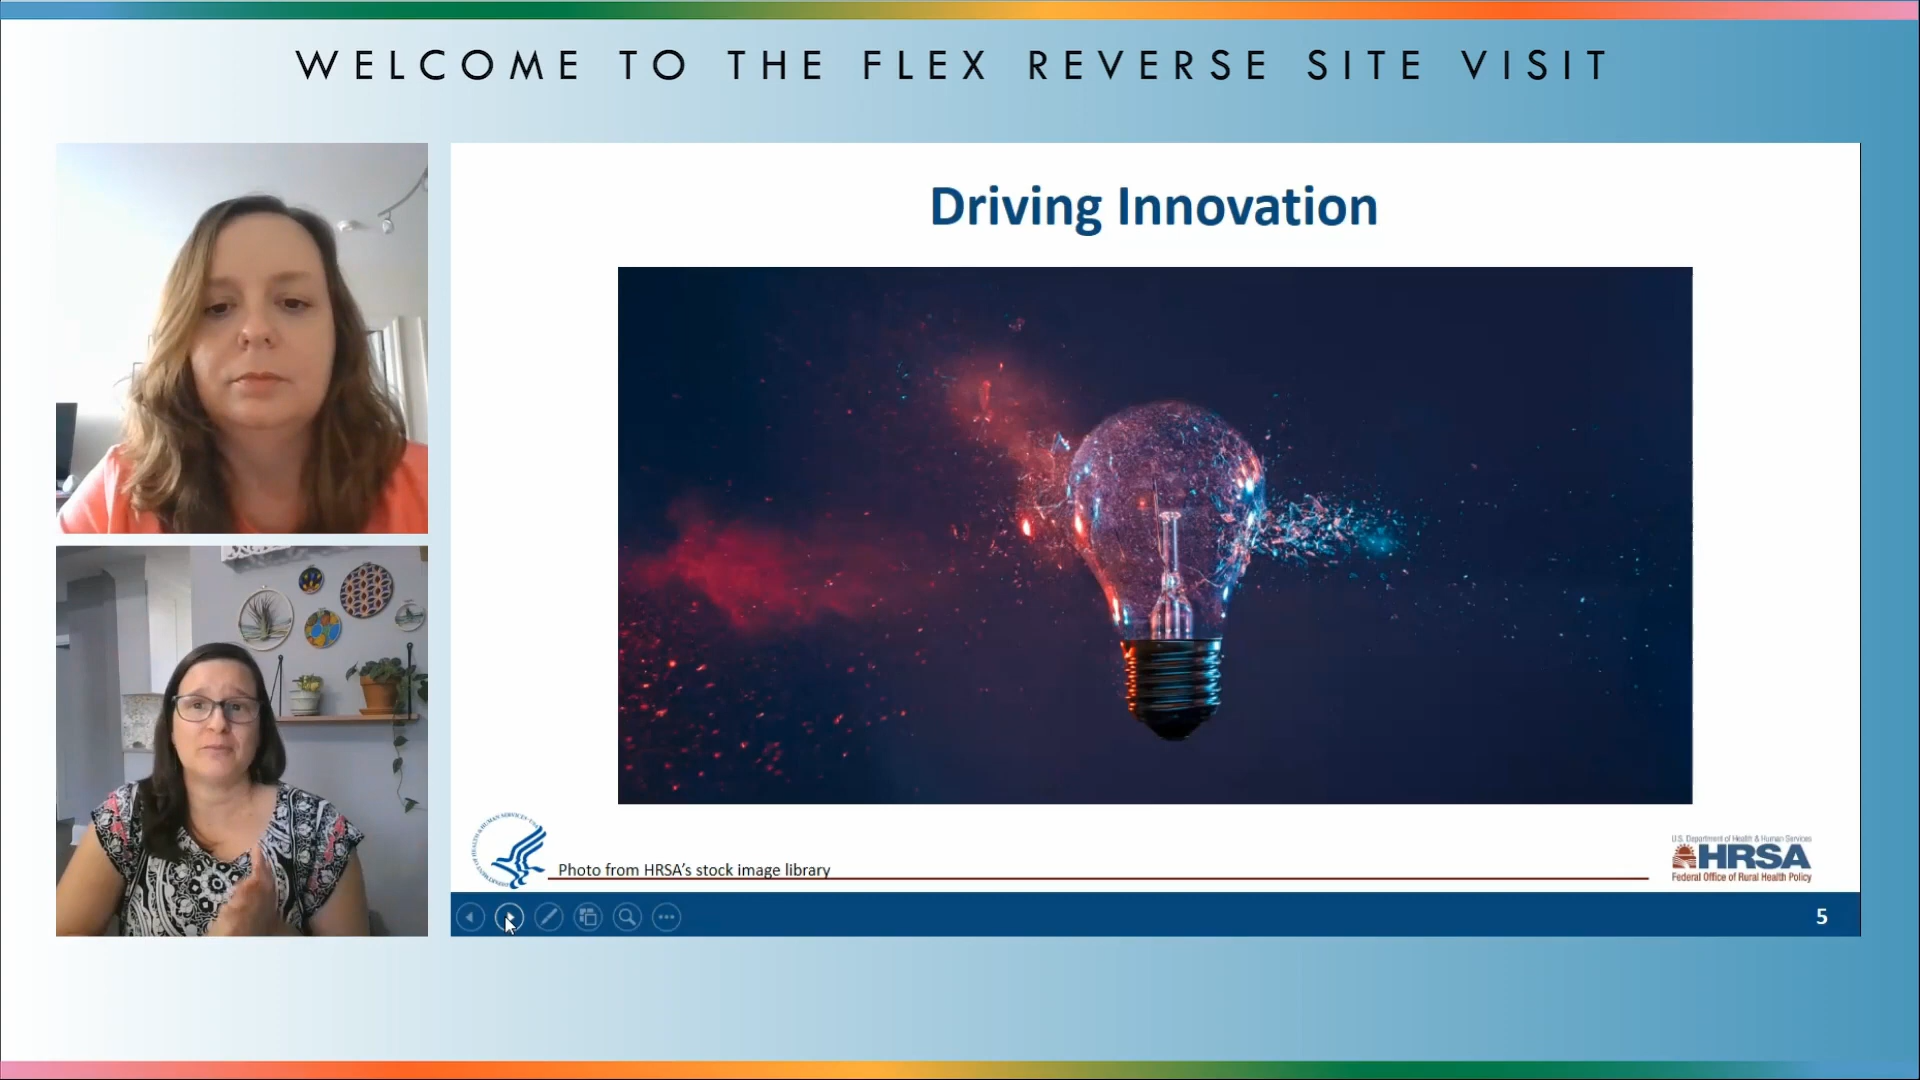 WELCOME TO THE FLEX REVERSE SITE VISIT
Driving Innovation
Photo from HRSA's stock image library
U.S. Department of Health & Human Services
HRSA
Federal Office of Rural Health Policy
5